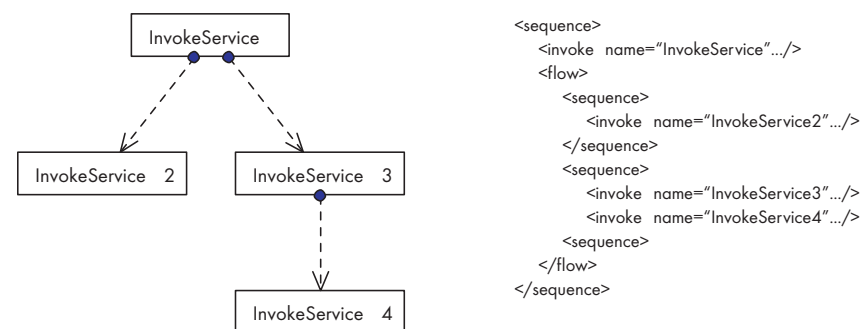 InvokeService
InvokeService 2
InvokeService 3
InvokeService 4
<sequence>
<invoke name="InvokeService".../>
<flow>
<sequence>
<invoke name="InvokeService2".../>
</sequence>
<sequence>
<invoke name="InvokeService3".../>
<invoke name="InvokeService4".../>
<sequence>
</flow>
</sequence>